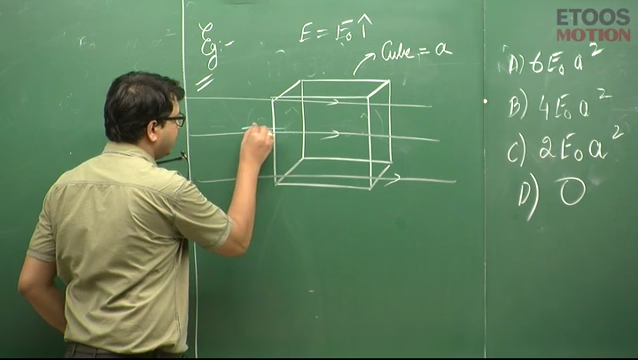 Eg:-
E = E₀ î
Cube = a
A) 6E₀a²
B) 4E₀a²
C) 2E₀a²
D) 0
ETOOS
MOTION